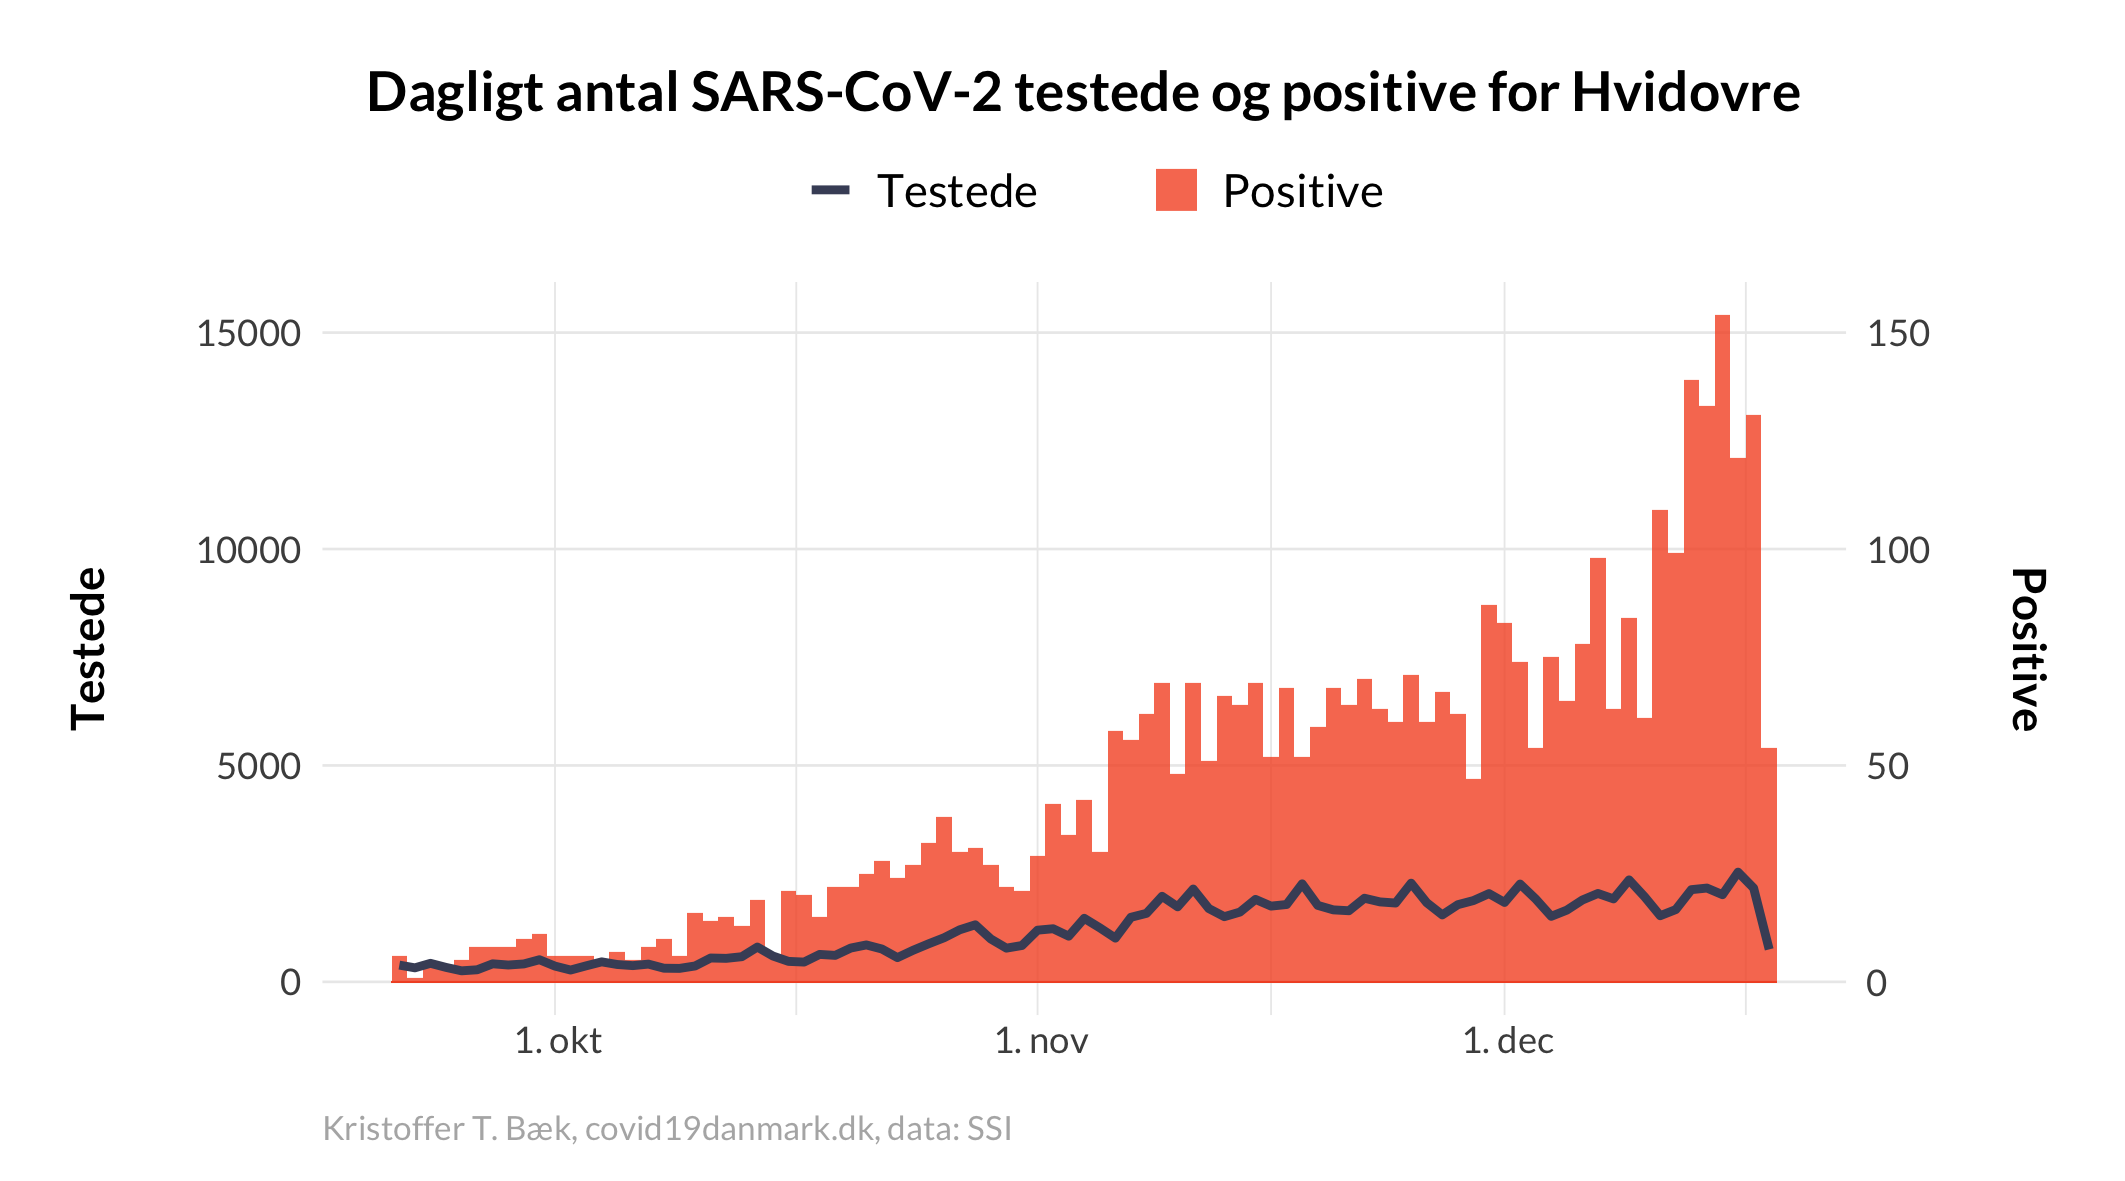 Dagligt antal SARS-CoV-2 testede og positive for Hvidovre
Testede
Positive
15000
10000
5000
0
Testede
150
100
50
0
Positive
1. okt
1. nov
1. dec
Kristoffer T. Bæk, covid19danmark.dk, data: SSI